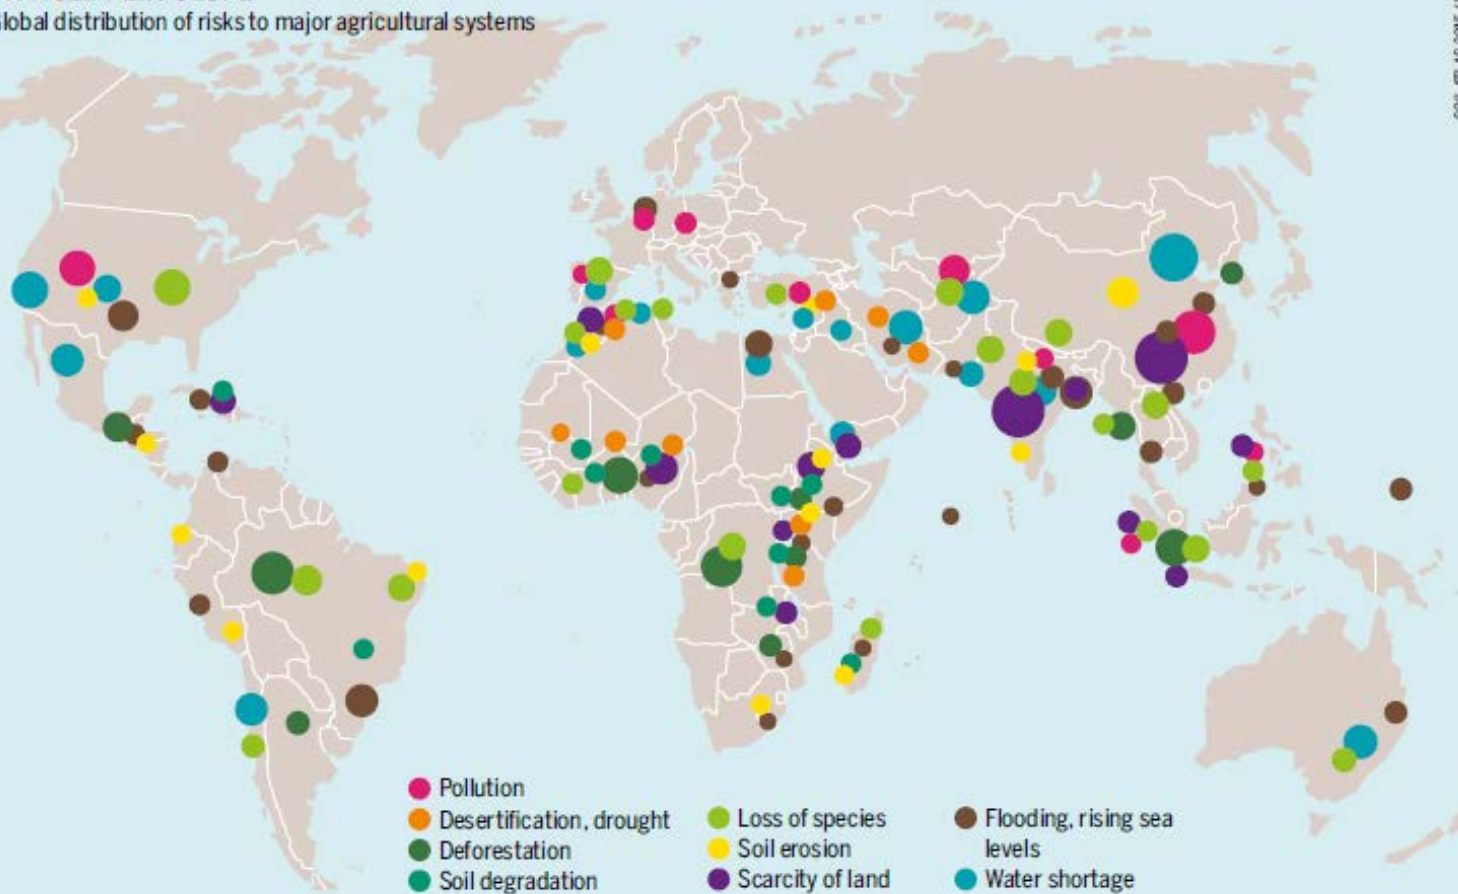 Global distribution of risks to major agricultural systems
Pollution
Desertification, drought
Deforestation
Soil degradation
Loss of species
Soil erosion
Scarcity of land
Flooding, rising sea
levels
Water shortage